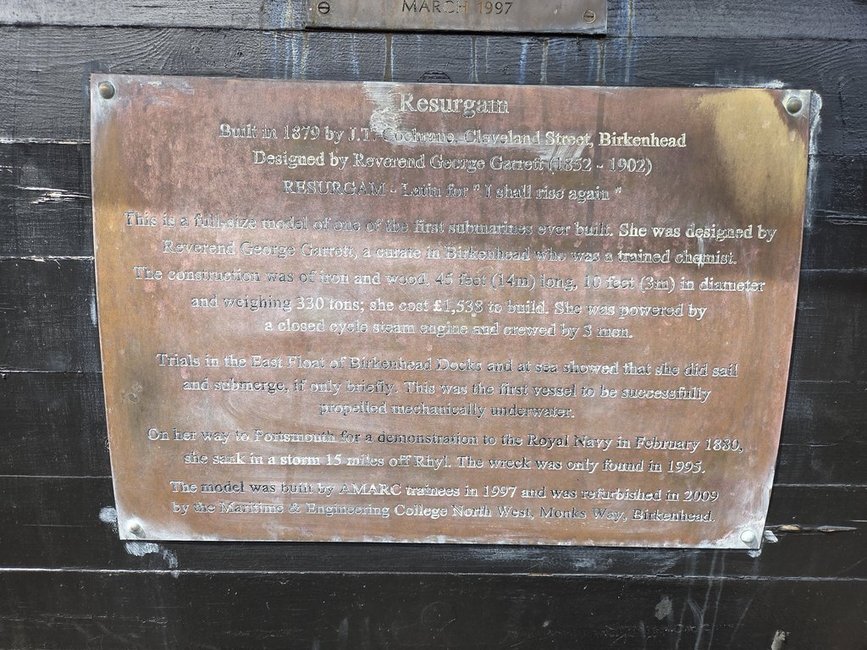 MARCH 1997
Resurgam
Built in 1879 by J.T. Cochrane, Cleveland Street, Birkenhead
Designed by Reverend George Garrett (1852 - 1902)
RESURGAM - Latin for " I shall rise again "
This is a full-size model of one of the first submarines ever built. She was designed by
Reverend George Garrett, a curate in Birkenhead who was a trained chemist.
The construction was of iron and wood, 45 feet (14m) long, 10 feet (3m) in diameter
and weighing 330 tons; she cost £1,538 to build. She was powered by
a closed cycle steam engine and crewed by 3 men.
Trials in the East Float of Birkenhead Docks and at sea showed that she did sail
and submerge, if only briefly. This was the first vessel to be successfully
propelled mechanically underwater.
On her way to Portsmouth for a demonstration to the Royal Navy in February 1880,
she sank in a storm 15 miles off Rhyl. The wreck was only found in 1995.
The model was built by AMARC trainees in 1997 and was refurbished in 2009
by the Maritime & Engineering College North West, Monks Way, Birkenhead.